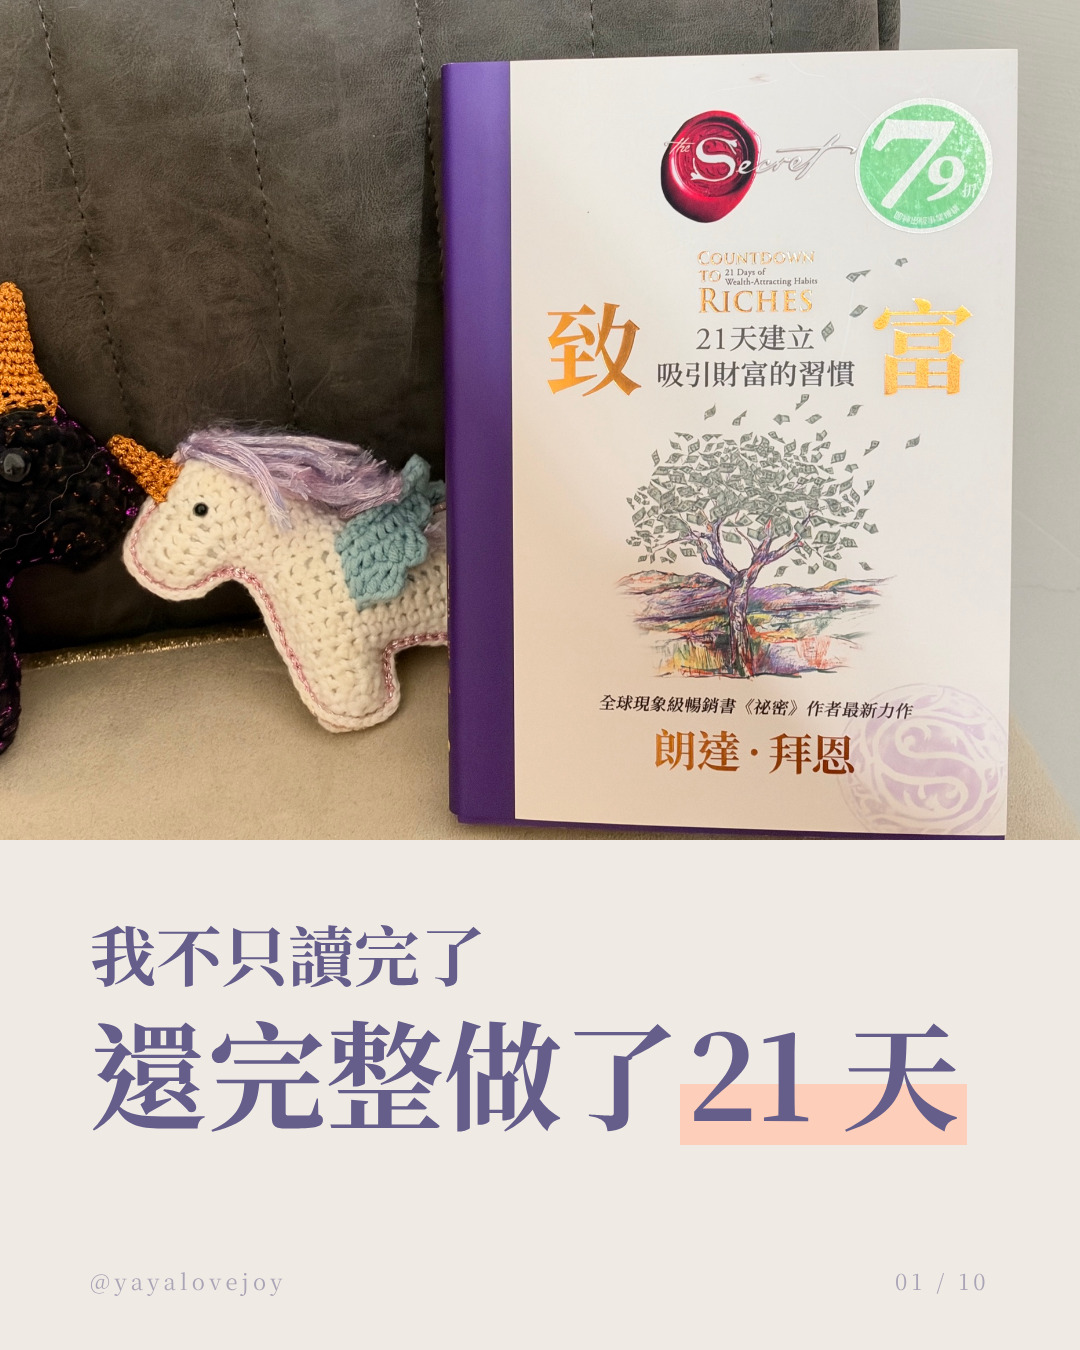 the Secret
79折
COUNTDOWN
TO 21 Days of
Wealth-Attracting Habits
RICHES
致富
21天建立
吸引財富的習慣
全球現象級暢銷書《祕密》作者最新力作
朗達·拜恩
我不只讀完了
還完整做了21 天
@yayalovejoy
01 / 10